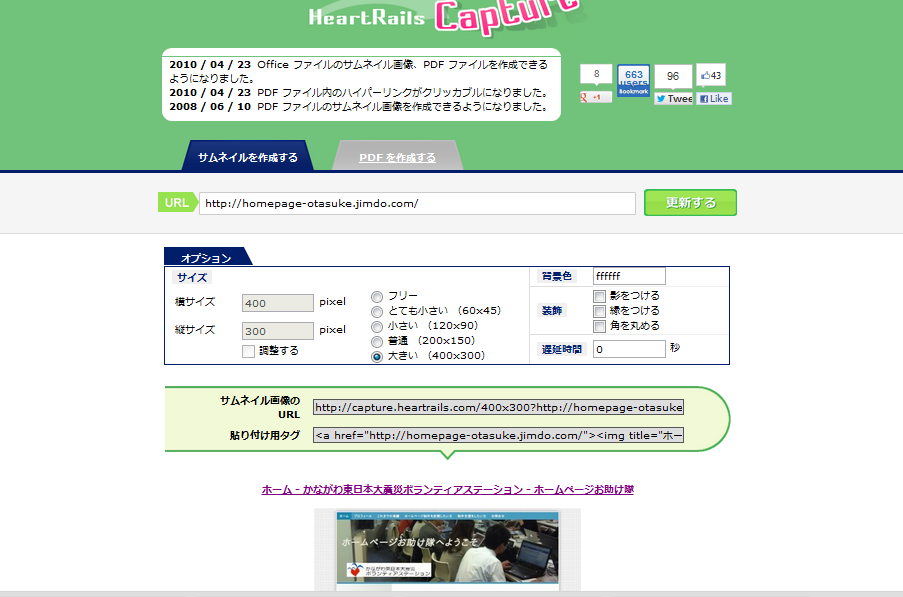 HeartRails Capture
2010 / 04 / 23 Office ファイルのサムネイル画像、PDF ファイルを作成できる
ようになりました。
2010 / 04 / 23 PDF ファイル内のハイパーリンクがクリッカブルになりました。
2008 / 06 / 10 PDF ファイルのサムネイル画像を作成できるようになりました。
8
663
users
Bookmark
96
43
+1
Twee
Like
サムネイルを作成する
PDF を作成する
URL
http://homepage-otasuke.jimdo.com/
更新する
オプション
サイズ
横サイズ 400 pixel
縦サイズ 300 pixel
調整する
フリー
とても小さい （60x45）
小さい （120x90）
普通 （200x150）
大きい （400x300）
背景色 ffffff
装飾
影をつける
縁をつける
角を丸める
遅延時間 0 秒
サムネイル画像の
URL
http://capture.heartrails.com/400x300?http://homepage-otasuke
貼り付け用タグ
<a href="http://homepage-otasuke.jimdo.com/"><img title="ホー
ホーム - かながわ東日本大震災ボランティアステーション - ホームページお助け隊
ホームページお助け隊へようこそ
かながわ東日本大震災
ボランティアステーション